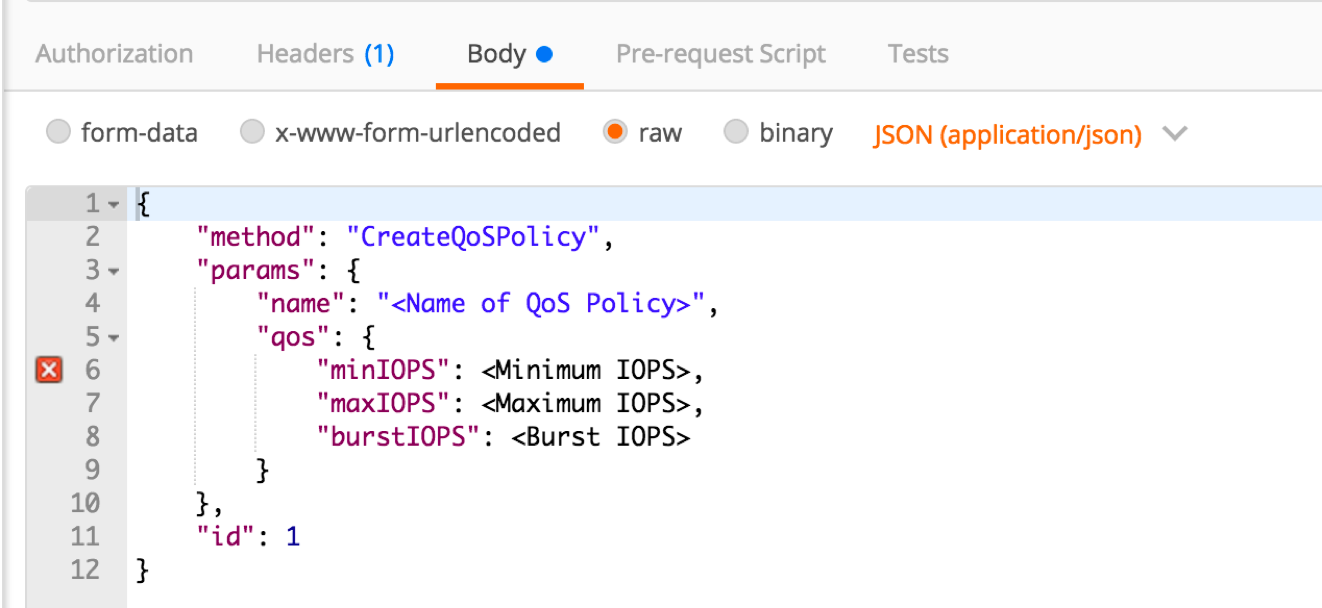 Authorization Headers (1) Body Pre-request Script Tests
form-data x-www-form-urlencoded raw binary JSON (application/json)
1 {
2 "method": "CreateQoSPolicy",
3 "params": {
4 "name": "<Name of QoS Policy>",
5 "qos": {
6 "minIOPS": <Minimum IOPS>,
7 "maxIOPS": <Maximum IOPS>,
8 "burstIOPS": <Burst IOPS>
9 }
10 },
11 "id": 1
12 }